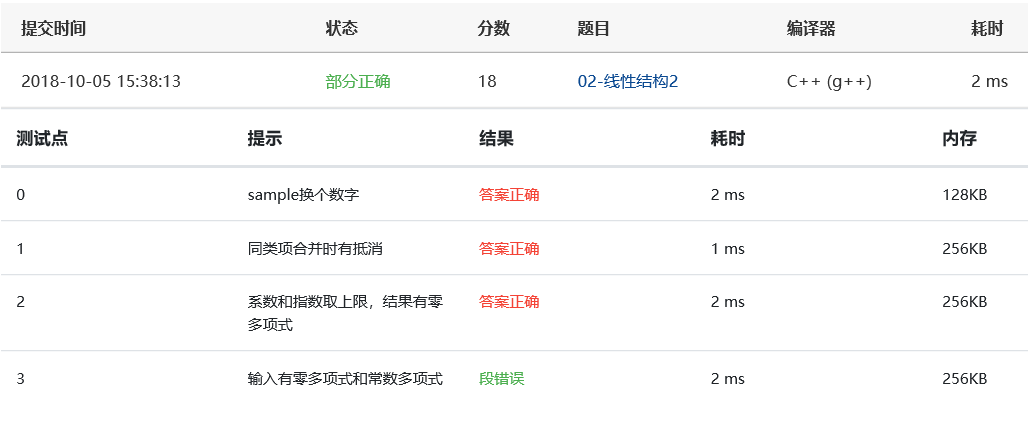 提交时间 状态 分数 题目 编译器 耗时
2018-10-05 15:38:13 部分正确 18 02-线性结构2 C++ (g++) 2 ms
测试点 提示 结果 耗时 内存
0 sample换个数字 答案正确 2 ms 128KB
1 同类项合并时有抵消 答案正确 1 ms 256KB
2 系数和指数取上限，结果有零 答案正确 2 ms 256KB
多项式
3 输入有零多项式和常数多项式 段错误 2 ms 256KB